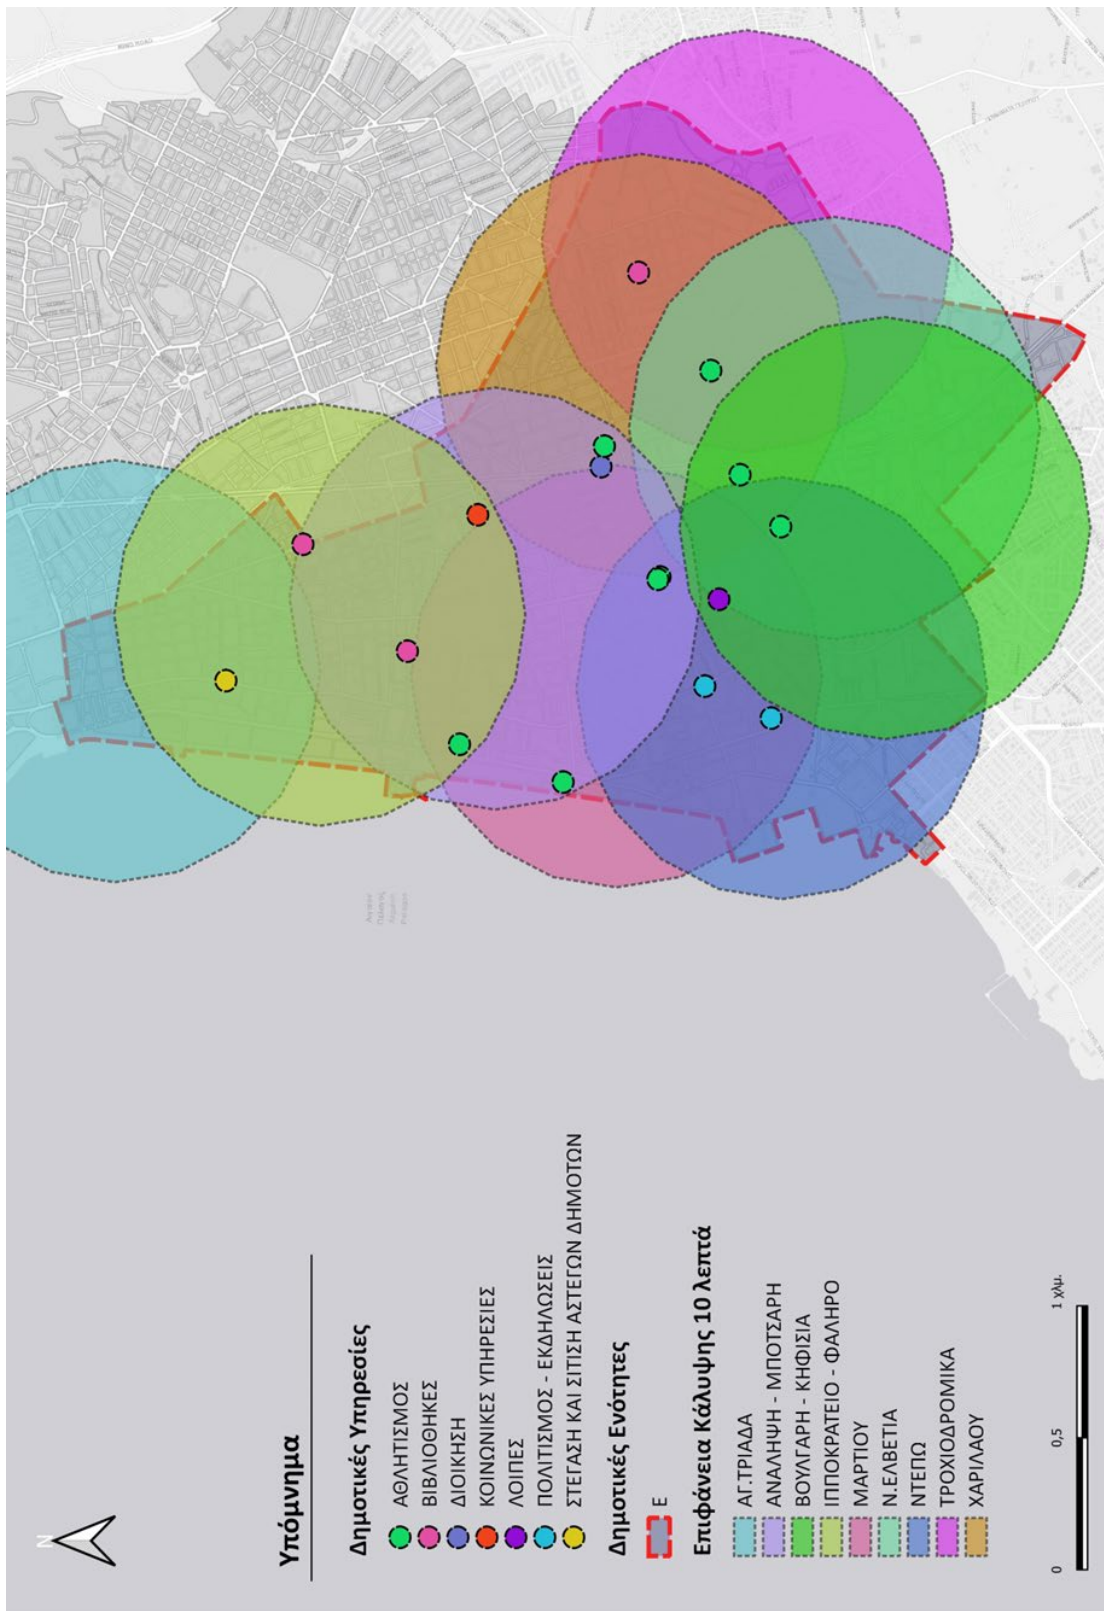 N
Υπόμνημα
Δημοτικές Υπηρεσίες
ΑΘΛΗΤΙΣΜΟΣ
ΒΙΒΛΙΟΘΗΚΕΣ
ΔΙΟΙΚΗΣΗ
ΚΟΙΝΩΝΙΚΕΣ ΥΠΗΡΕΣΙΕΣ
ΛΟΙΠΕΣ
ΠΟΛΙΤΙΣΜΟΣ - ΕΚΔΗΛΩΣΕΙΣ
ΣΤΕΓΑΣΗ ΚΑΙ ΣΙΤΙΣΗ ΑΣΤΕΓΩΝ ΔΗΜΟΤΩΝ
Δημοτικές Ενότητες
Ε
Επιφάνεια Κάλυψης 10 λεπτά
ΑΓ.ΤΡΙΑΔΑ
ΑΝΑΛΗΨΗ - ΜΠΟΤΣΑΡΗ
ΒΟΥΛΓΑΡΗ - ΚΗΦΙΣΙΑ
ΙΠΠΟΚΡΑΤΕΙΟ - ΦΑΛΗΡΟ
ΜΑΡΤΙΟΥ
Ν.ΕΛΒΕΤΙΑ
ΝΤΕΠΩ
ΤΡΟΧΙΟΔΡΟΜΙΚΑ
ΧΑΡΙΛΑΟΥ
0
0,5
1 χλμ.